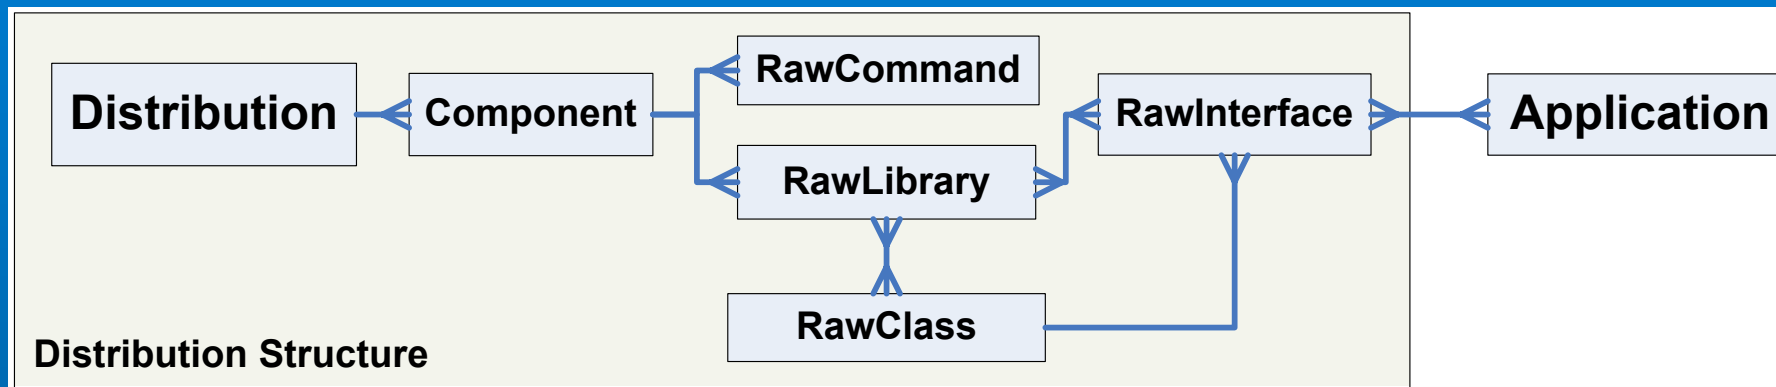 Distribution
Component
RawCommand
RawLibrary
RawClass
RawInterface
Application
Distribution Structure